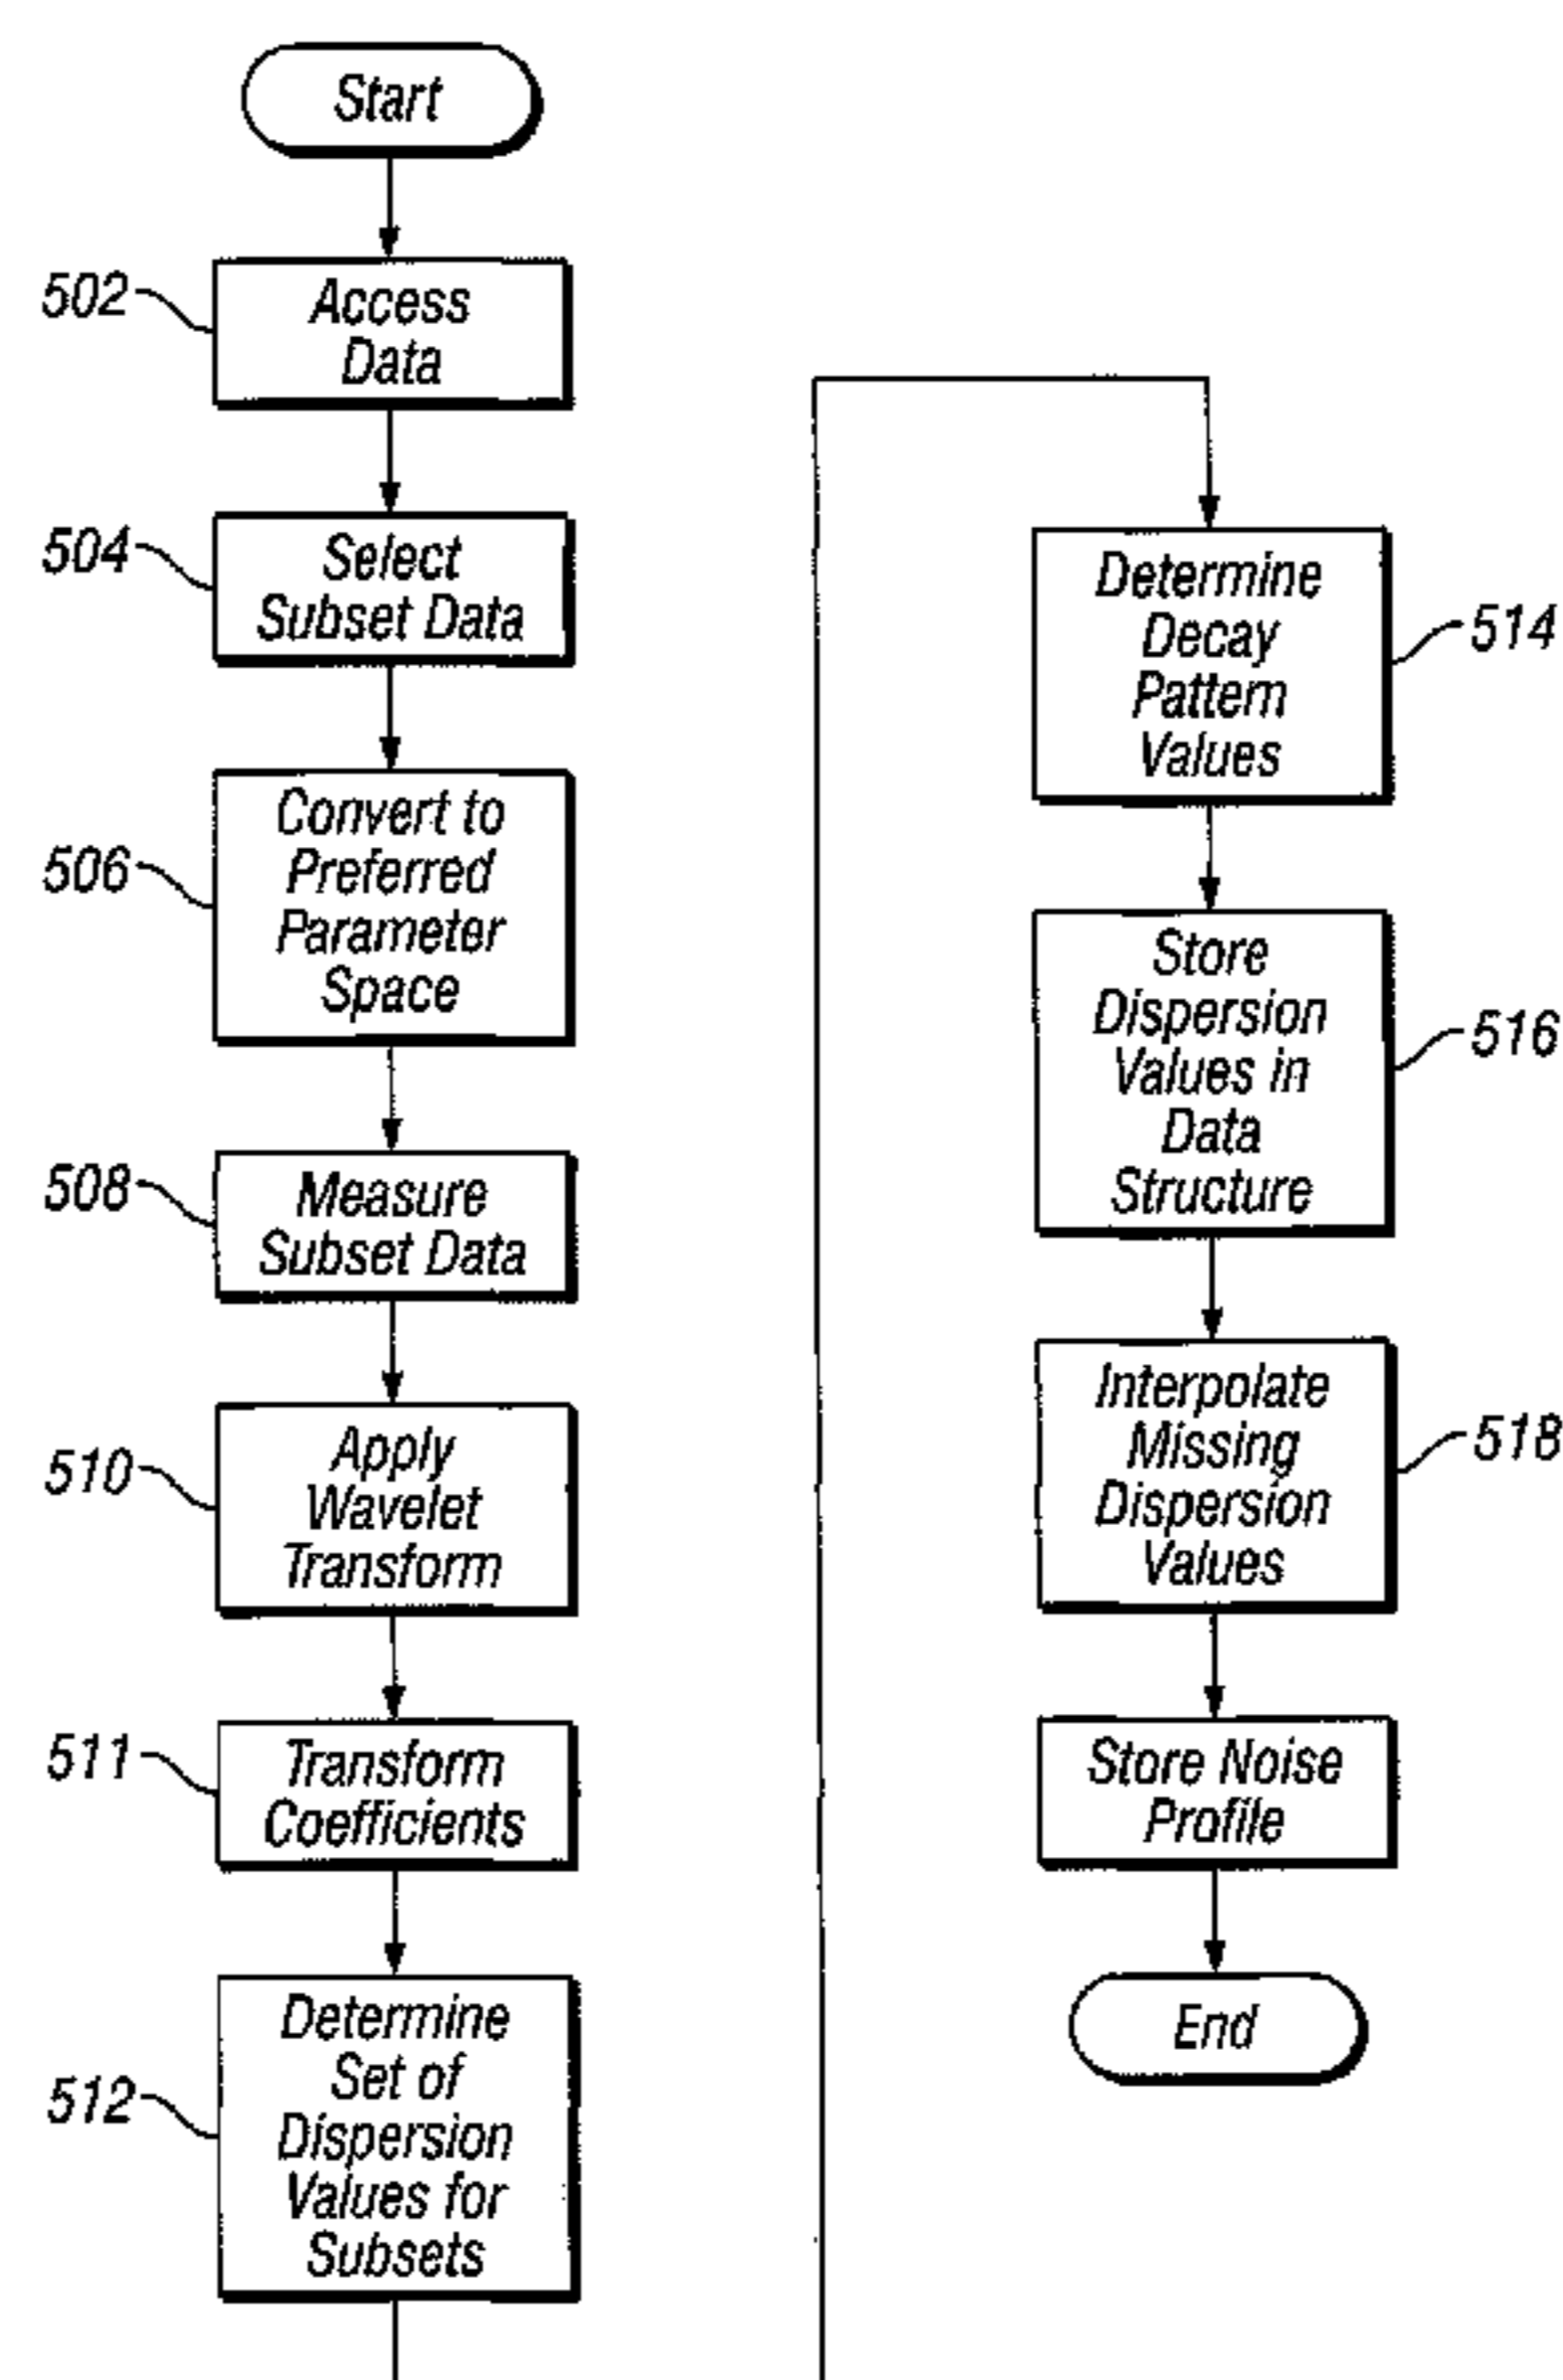 Start
502
Access
Data
504
Select
Subset Data
506
Convert to
Preferred
Parameter
Space
508
Measure
Subset Data
510
Apply
Wavelet
Transform
511
Transform
Coefficients
512
Determine
Set of
Dispersion
Values for
Subsets
Determine
Decay
Pattern
Values
514
Store
Dispersion
Values in
Data
Structure
516
Interpolate
Missing
Dispersion
Values
518
Store Noise
Profile
End